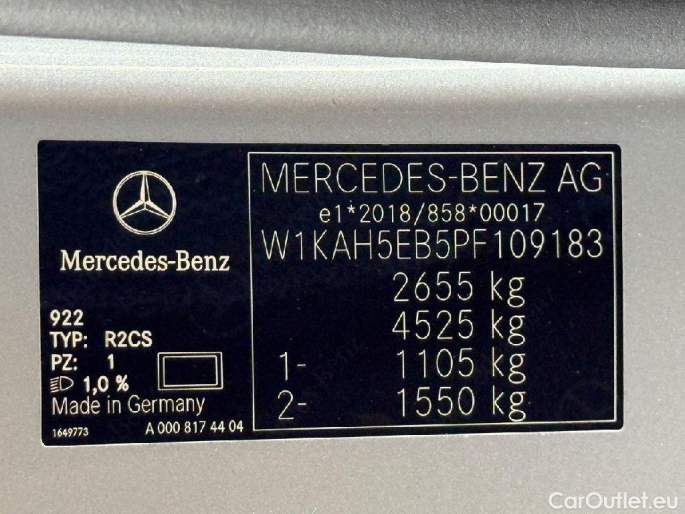 Mercedes-Benz
922
TYP: R2CS
PZ: 1
1,0 %
Made in Germany
1649773 A 000 817 44 04
MERCEDES-BENZ AG
e1*2018/858*00017
W1KAH5EB5PF109183
2655 kg
4525 kg
1- 1105 kg
2- 1550 kg
CarOutlet.eu